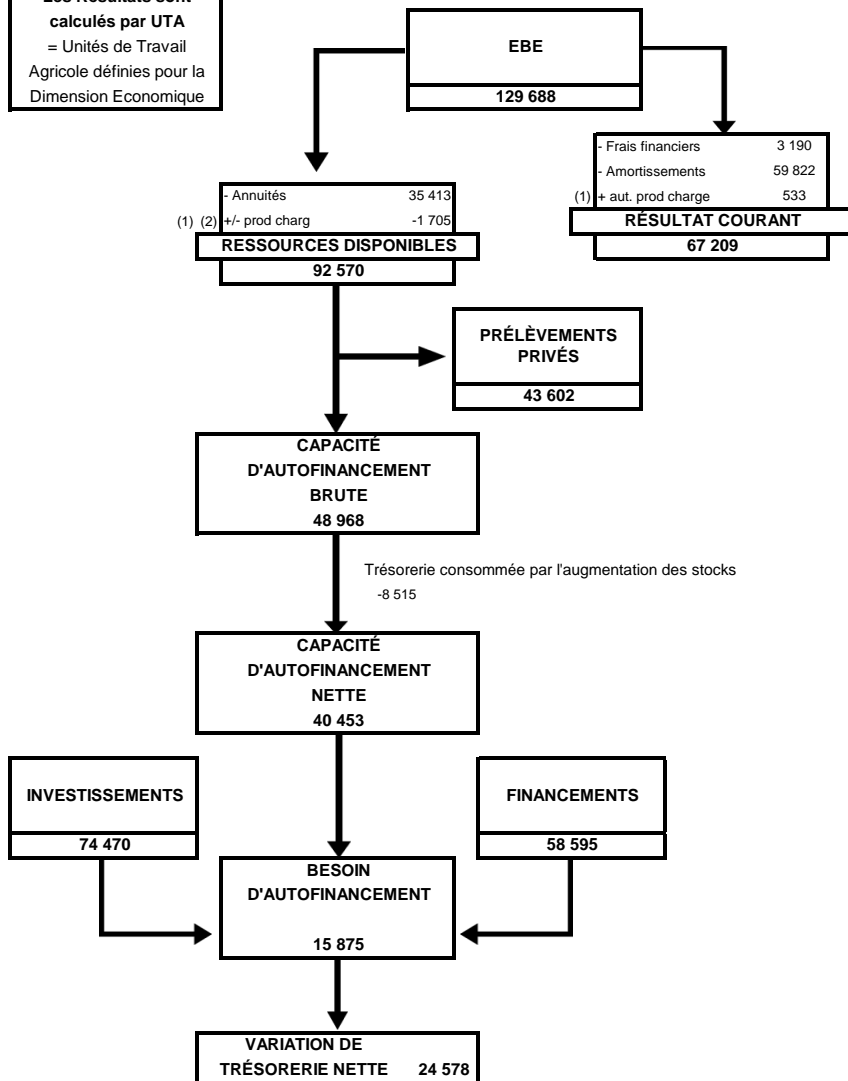 Les Résultats sont
calculés par UTA
= Unités de Travail
Agricole définies pour la
Dimension Economique
EBE
129 688
- Frais financiers 3 190
- Amortissements 59 822
(1) + aut. prod charge 533
RÉSULTAT COURANT
67 209
- Annuités 35 413
(1) (2) +/- prod charg -1 705
RESSOURCES DISPONIBLES
92 570
PRÉLÈVEMENTS
PRIVÉS
43 602
CAPACITÉ
D'AUTOFINANCEMENT
BRUTE
48 968
Trésorerie consommée par l'augmentation des stocks
-8 515
CAPACITÉ
D'AUTOFINANCEMENT
NETTE
40 453
INVESTISSEMENTS
74 470
FINANCEMENTS
58 595
BESOIN
D'AUTOFINANCEMENT
15 875
VARIATION DE
TRÉSORERIE NETTE 24 578